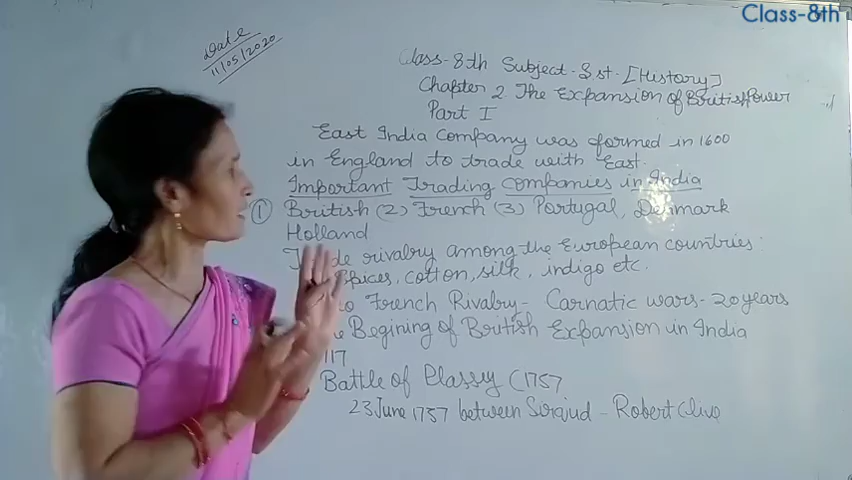 Class-8th
Date
11/05/2020
Class-8th Subject-S.st. [History]
Chapter 2 The Expansion of British Power
Part I
East India Company was formed in 1600
in England to trade with East.
Important Trading companies in India
① British (2) French (3) Portugal, Denmark
Holland
rivalry among the European countries:
Spices, cotton, silk, indigo etc.
French Rivalry - Carnatic wars - 20 years
Begining of British Expansion in India
Battle of Plassey (1757
23 June 1757 between Sirajud - Robert Clive